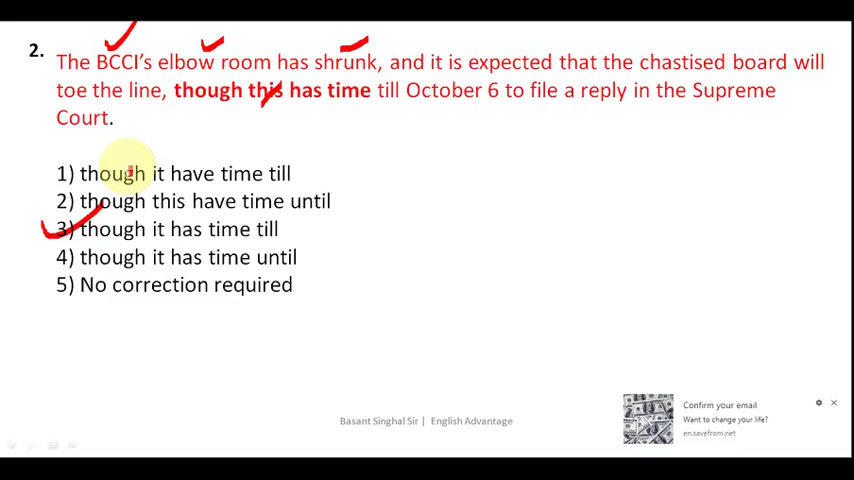 2.
The BCCI's elbow room has shrunk, and it is expected that the chastised board will
toe the line, though this has time till October 6 to file a reply in the Supreme
Court.
1) though it have time till
2) though this have time until
3) though it has time till
4) though it has time until
5) No correction required
Basant Singhal Sir | English Advantage
Confirm your email
Want to change your life?
en.savefrom.net